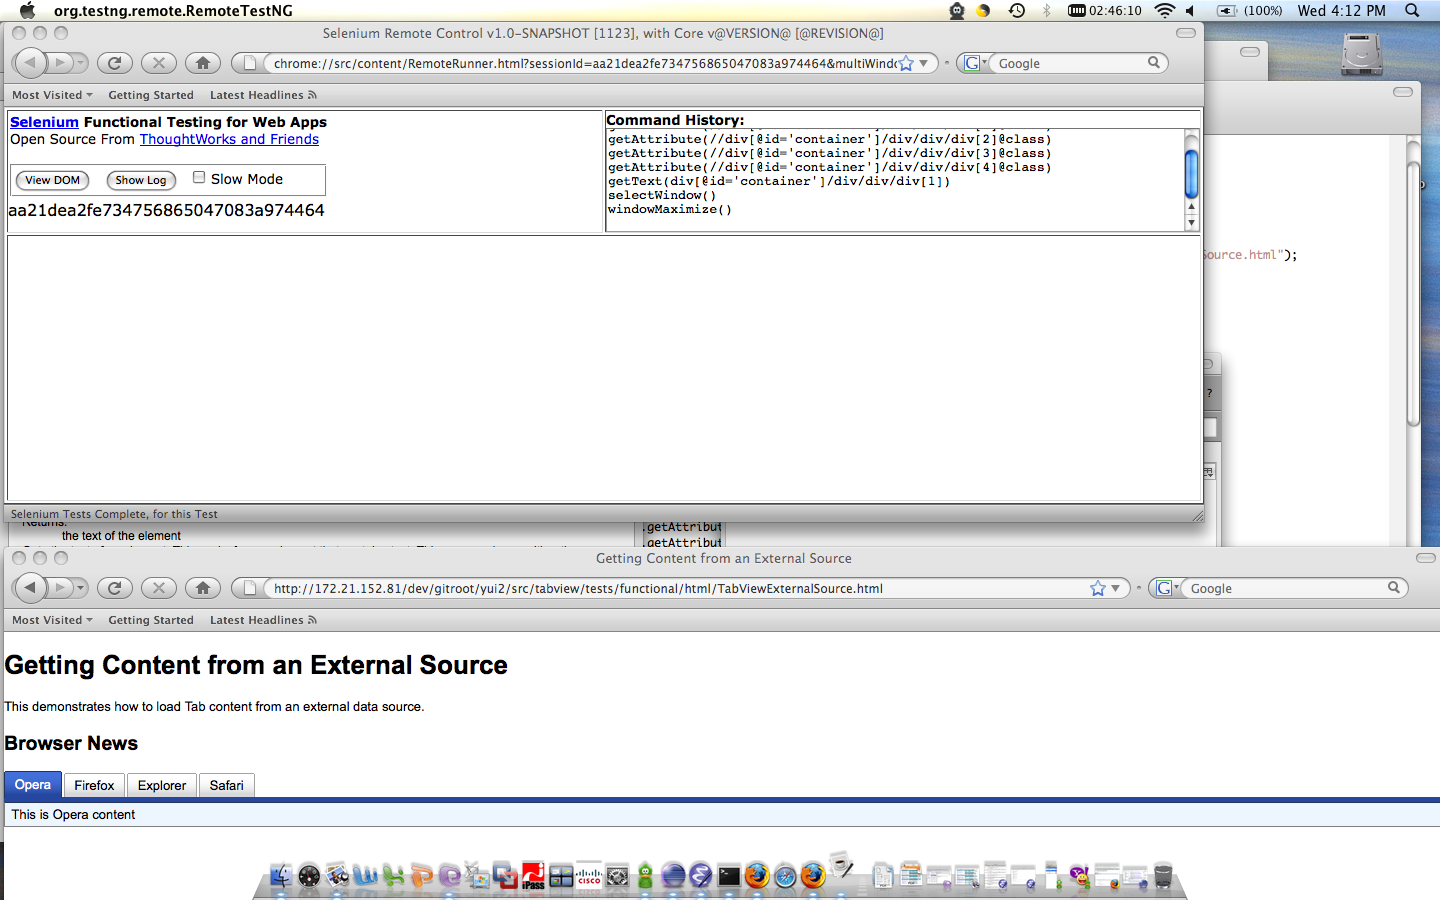 org.testng.remote.RemoteTestNG
02:46:10
(100%)
Wed 4:12 PM
Selenium Remote Control v1.0-SNAPSHOT [1123], with Core v@VERSION@ [@REVISION@]
chrome://src/content/RemoteRunner.html?sessionId=aa21dea2fe734756865047083a974464&multiWindo
Google
Most Visited
Getting Started
Latest Headlines
Selenium Functional Testing for Web Apps
Open Source From ThoughtWorks and Friends
View DOM
Show Log
Slow Mode
aa21dea2fe734756865047083a974464
Command History:
getAttribute(//div[@id='container']/div/div/div[2]@class)
getAttribute(//div[@id='container']/div/div/div[3]@class)
getAttribute(//div[@id='container']/div/div/div[4]@class)
getText(div[@id='container']/div/div/div[1])
selectWindow()
windowMaximize()
Source.html");
?
Selenium Tests Complete, for this Test
Returns:
the text of the element
.getAttribut
.getAttribut
Getting Content from an External Source
http://172.21.152.81/dev/gitroot/yui2/src/tabview/tests/functional/html/TabViewExternalSource.html
Google
Most Visited
Getting Started
Latest Headlines
Getting Content from an External Source
This demonstrates how to load Tab content from an external data source.
Browser News
Opera
Firefox
Explorer
Safari
This is Opera content
iPass
CISCO